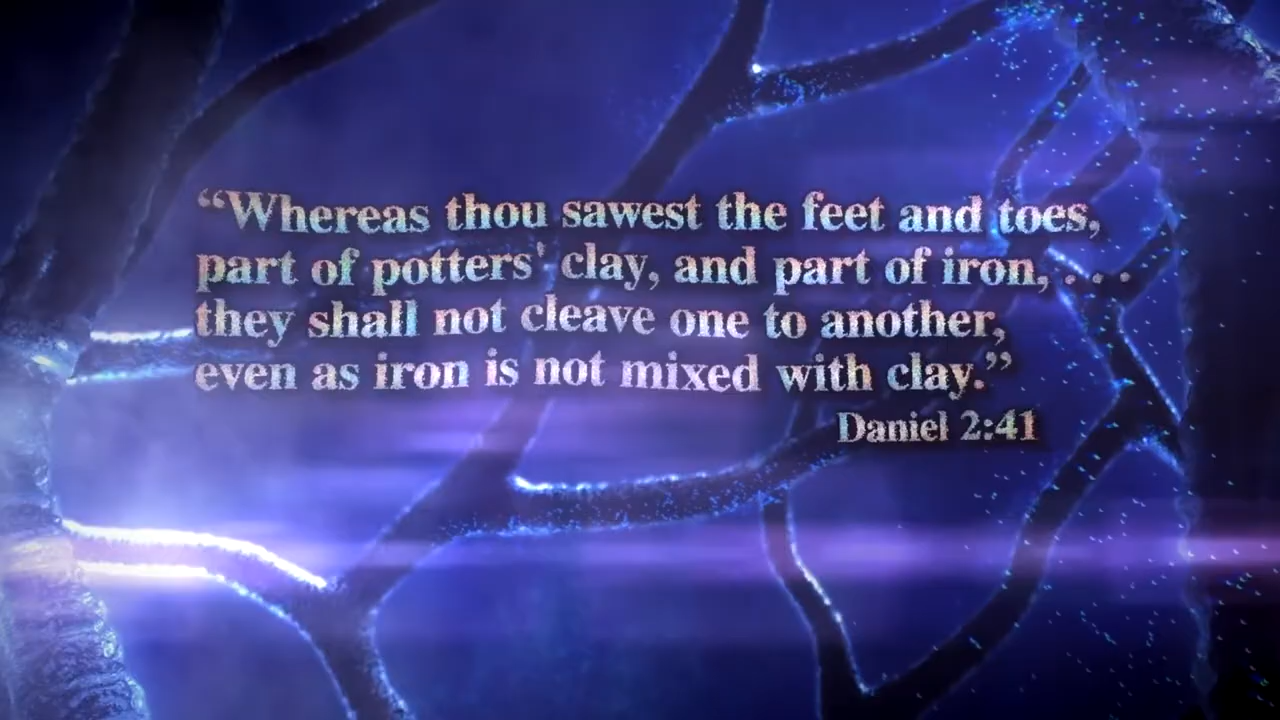 “Whereas thou sawest the feet and toes,
part of potters' clay, and part of iron, . . .
they shall not cleave one to another,
even as iron is not mixed with clay.”
Daniel 2:41